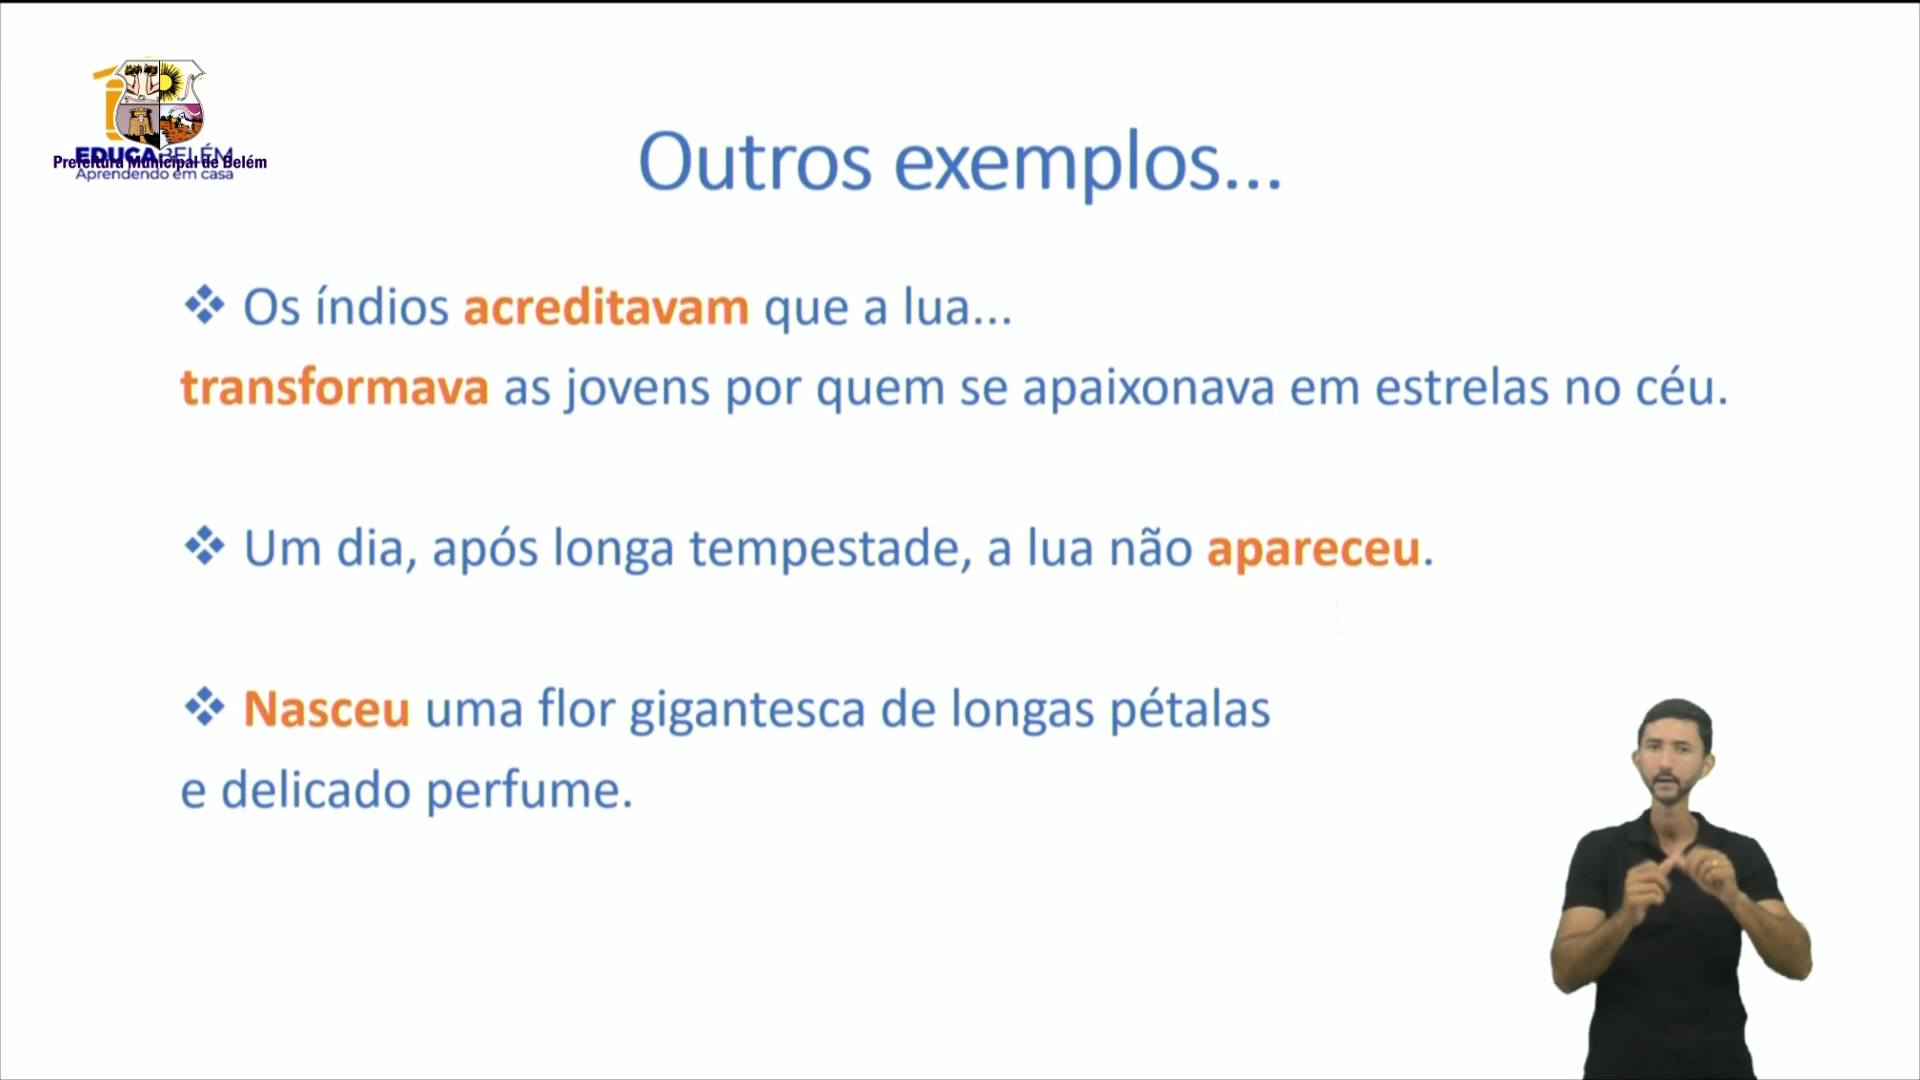 EDUCABELÉM
Prefeitura Municipal de Belém
Aprendendo em casa
Outros exemplos...
❖ Os índios acreditavam que a lua...
transformava as jovens por quem se apaixonava em estrelas no céu.
❖ Um dia, após longa tempestade, a lua não apareceu.
❖ Nasceu uma flor gigantesca de longas pétalas
e delicado perfume.